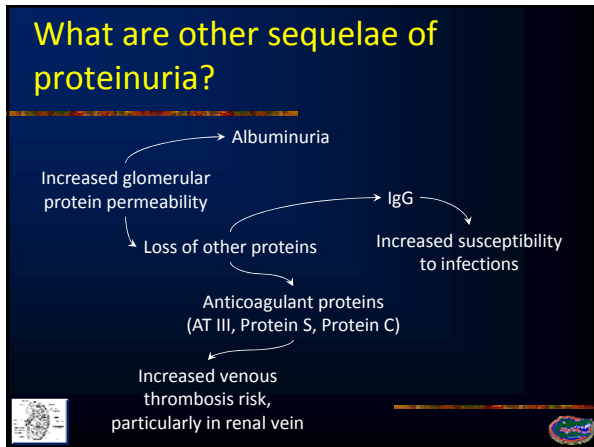 What are other sequelae of
proteinuria?
Albuminuria
Increased glomerular
protein permeability
IgG
Loss of other proteins
Increased susceptibility
to infections
Anticoagulant proteins
(AT III, Protein S, Protein C)
Increased venous
thrombosis risk,
particularly in renal vein